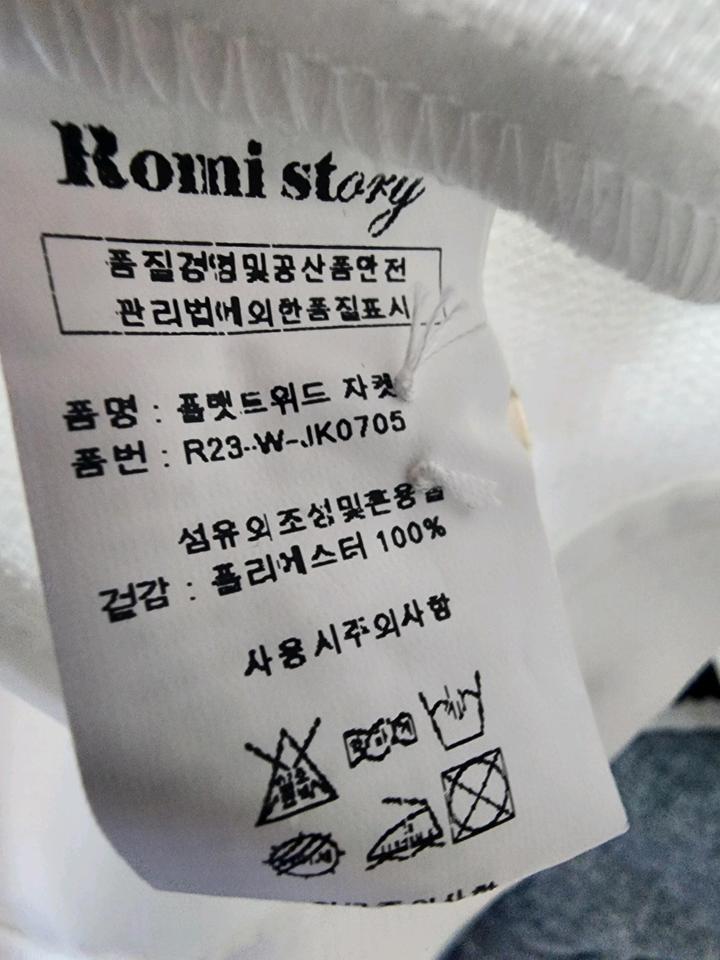 Romi story
품질경영및공산품안전
관리법에의한품질표시
품명 : 플랫트위드 자켓
품번 : R23-W-JK0705
섬유의조성및혼용율
겉감 : 폴리에스터 100%
사용시주의사항